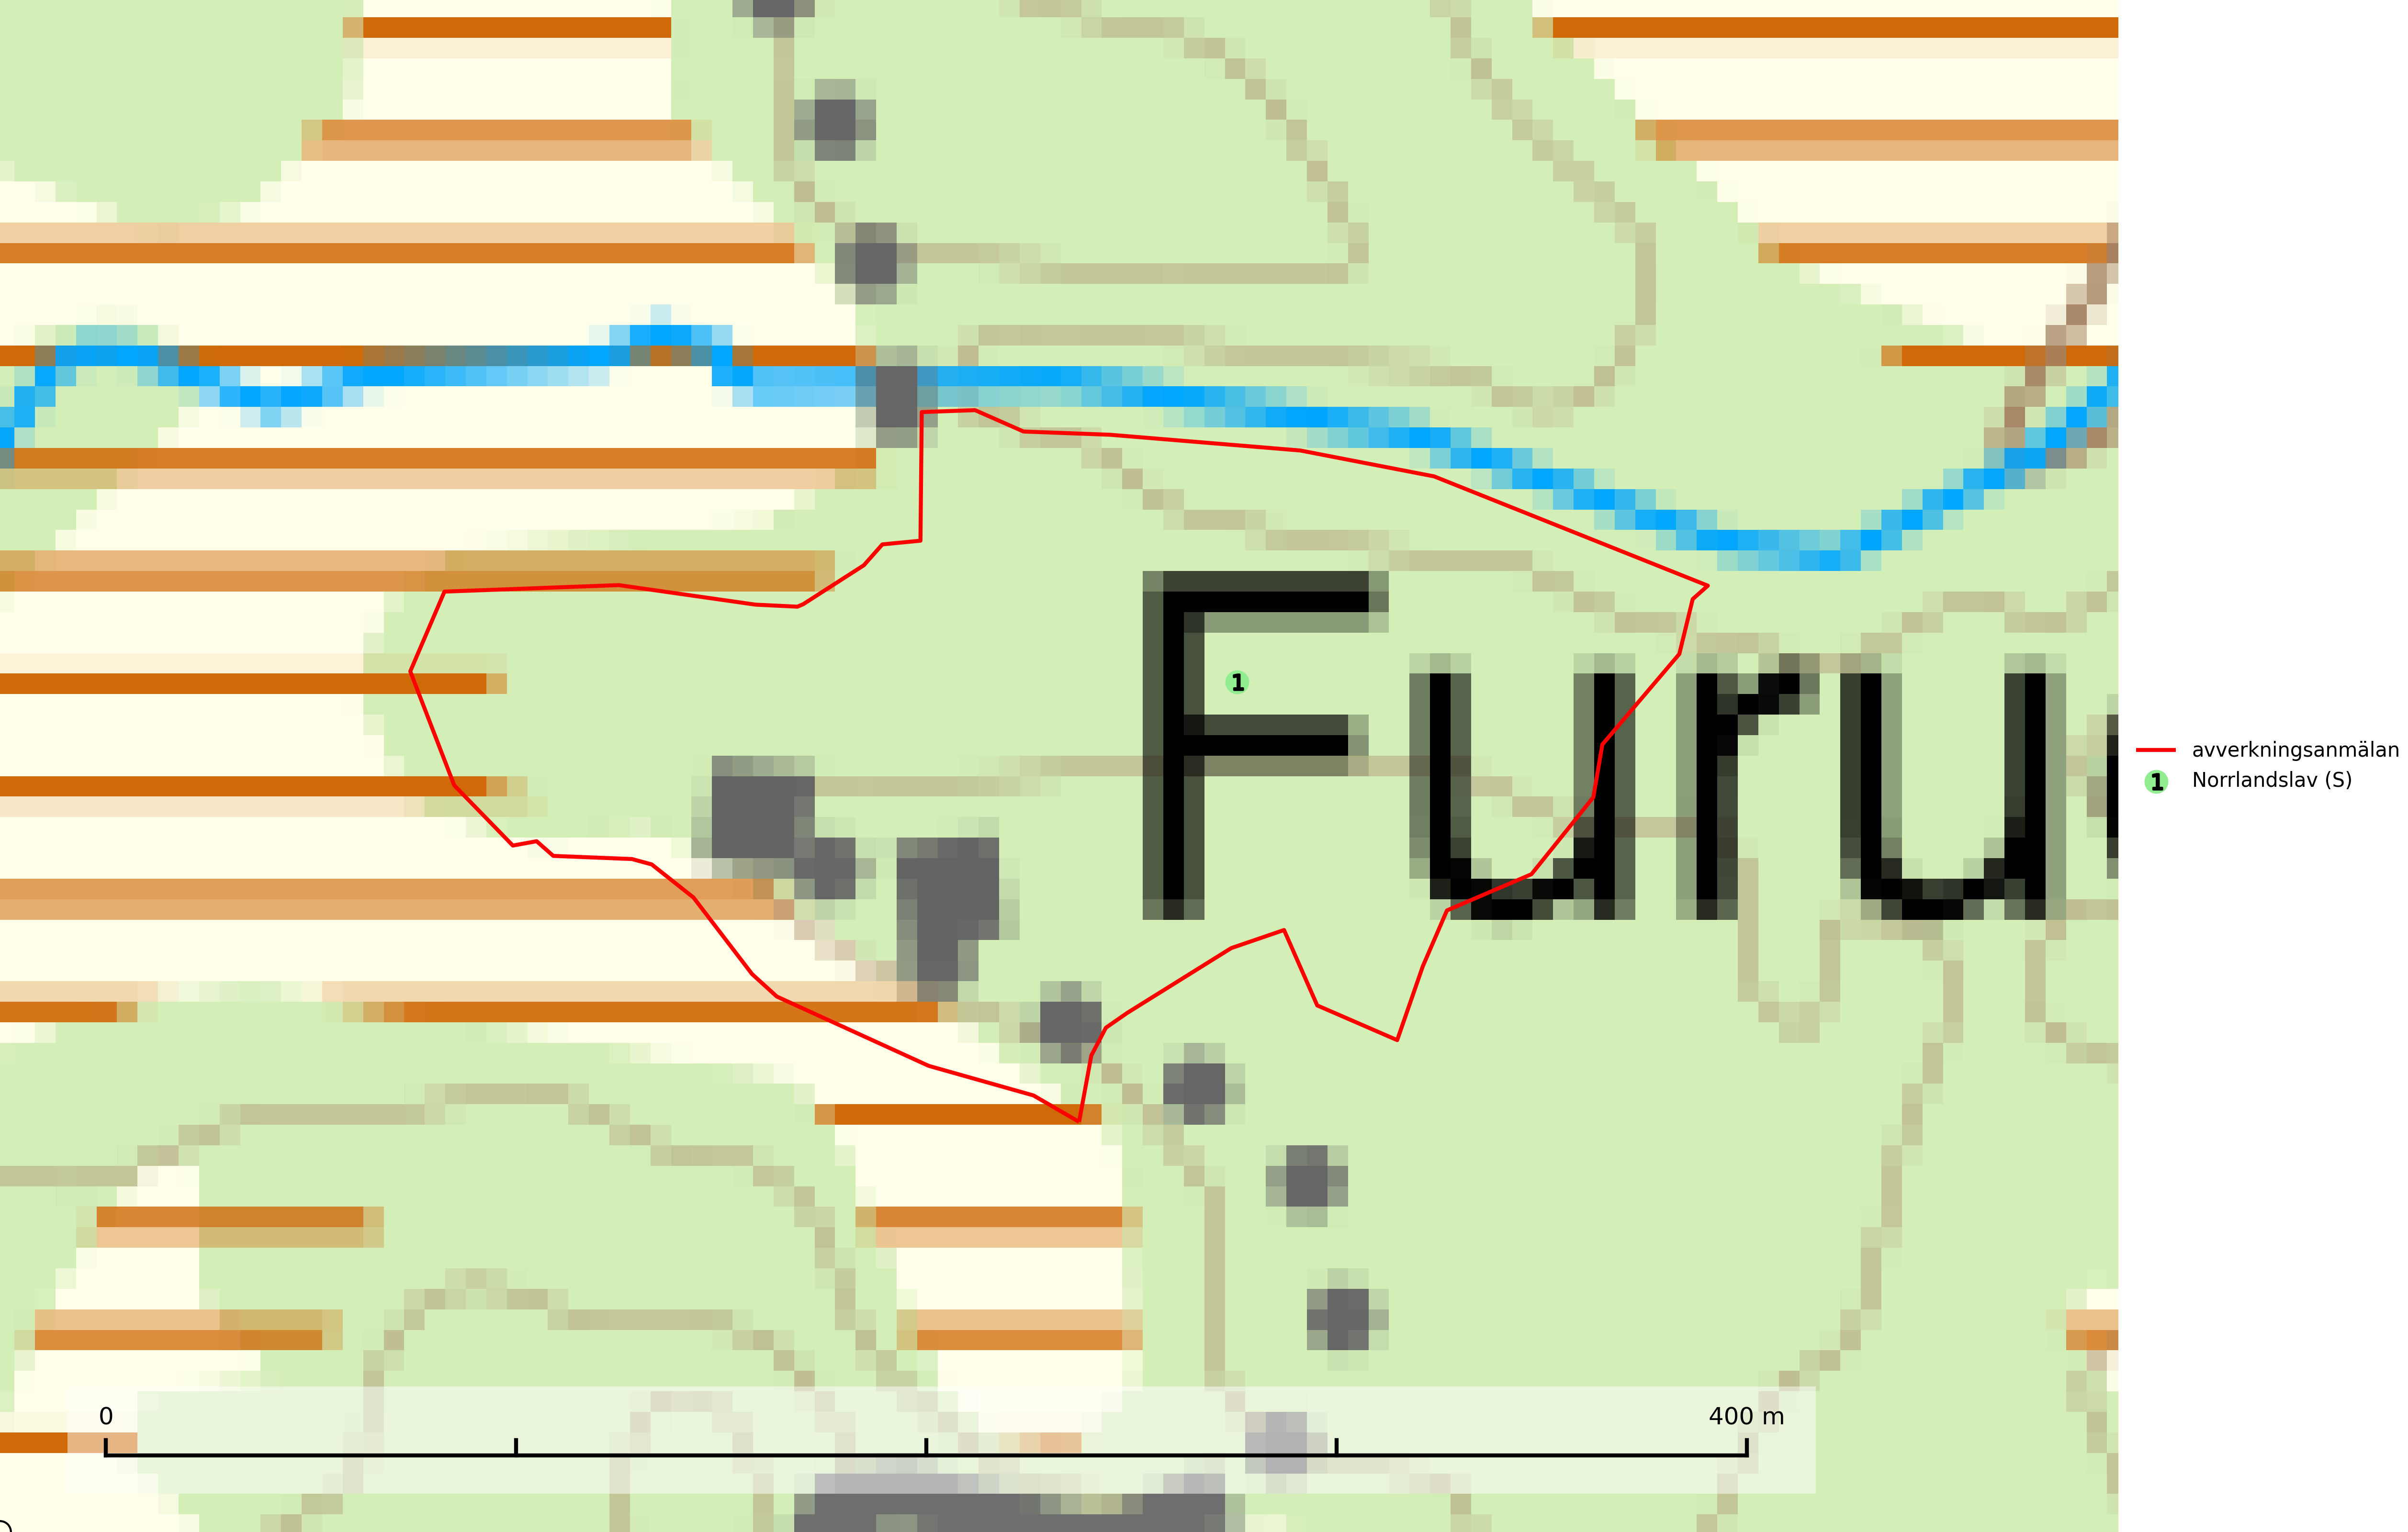 Furu
avverkningsanmälan
1 Norrlandslav (S)
1
0 400 m